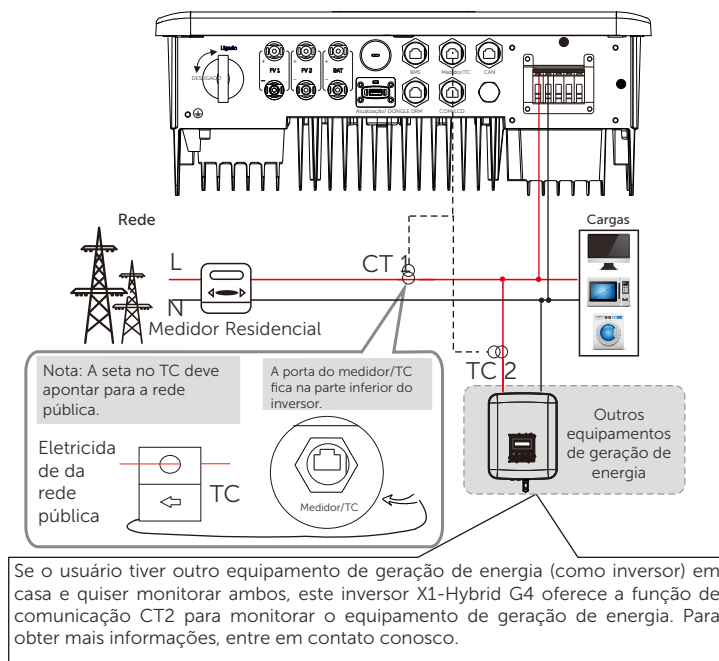 Ligado
DESLIGADO
PV 1
PV 2
BAT
BMS
Medidor/TC
CAN
Atualização/ DONGLE DRM
COM/LCD
Rede
Cargas
L
CT 1
N
Medidor Residencial
TC 2
Nota: A seta no TC deve
apontar para a rede
pública.
A porta do medidor/TC
fica na parte inferior do
inversor.
Eletricida
de da
rede
pública
TC
Medidor/TC
Outros
equipamentos
de geração de
energia
Se o usuário tiver outro equipamento de geração de energia (como inversor) em
casa e quiser monitorar ambos, este inversor X1-Hybrid G4 oferece a função de
comunicação CT2 para monitorar o equipamento de geração de energia. Para
obter mais informações, entre em contato conosco.